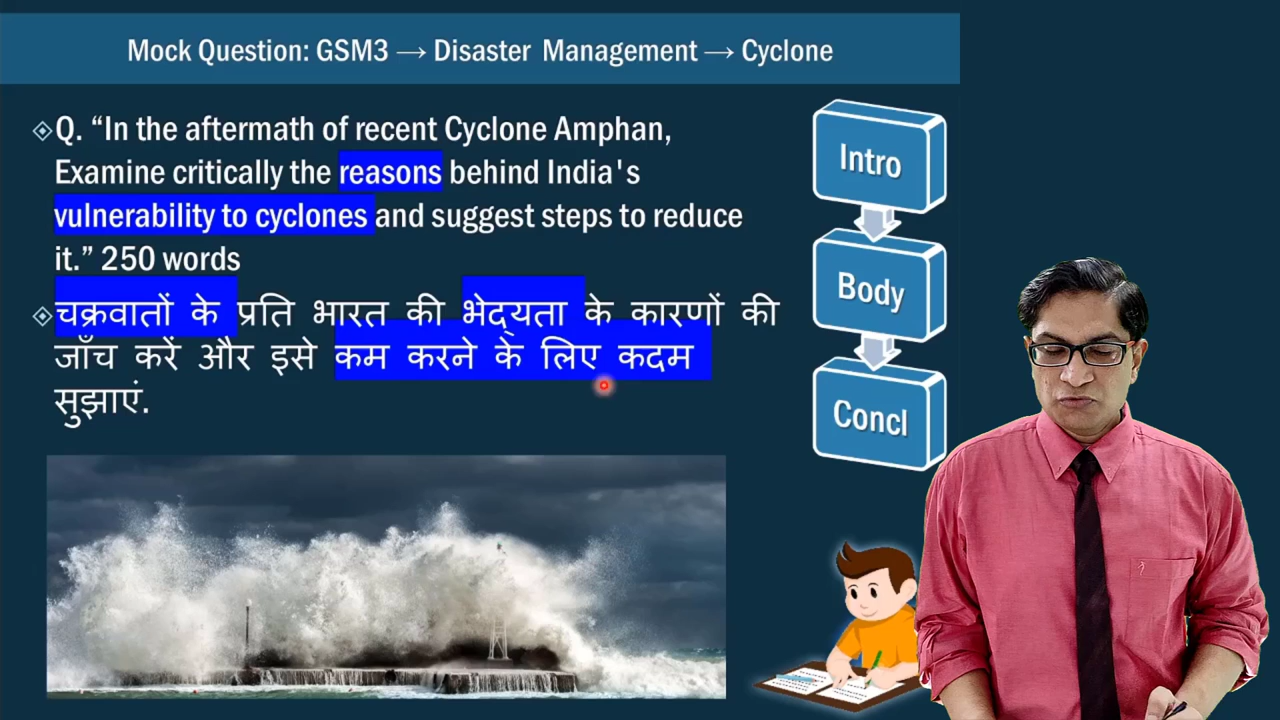 Mock Question: GSM3 → Disaster Management → Cyclone
Q. “In the aftermath of recent Cyclone Amphan,
Examine critically the reasons behind India's
vulnerability to cyclones and suggest steps to reduce
it.” 250 words
चक्रवातों के प्रति भारत की भेद्यता के कारणों की
जाँच करें और इसे कम करने के लिए कदम
सुझाएं.
Intro
Body
Concl